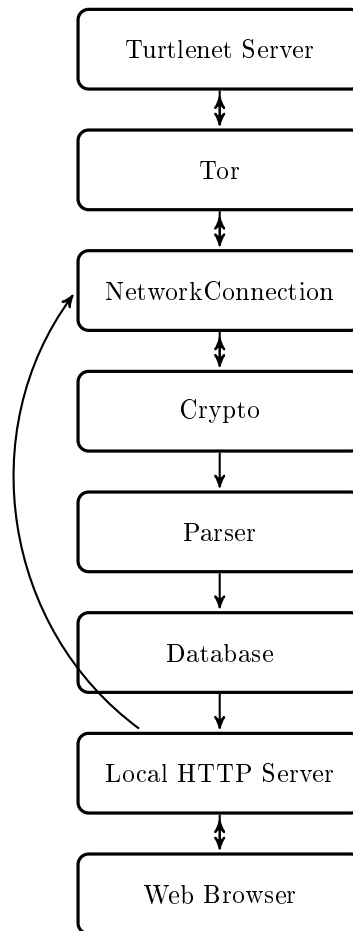 Turtlenet Server
Tor
NetworkConnection
Crypto
Parser
Database
Local HTTP Server
Web Browser